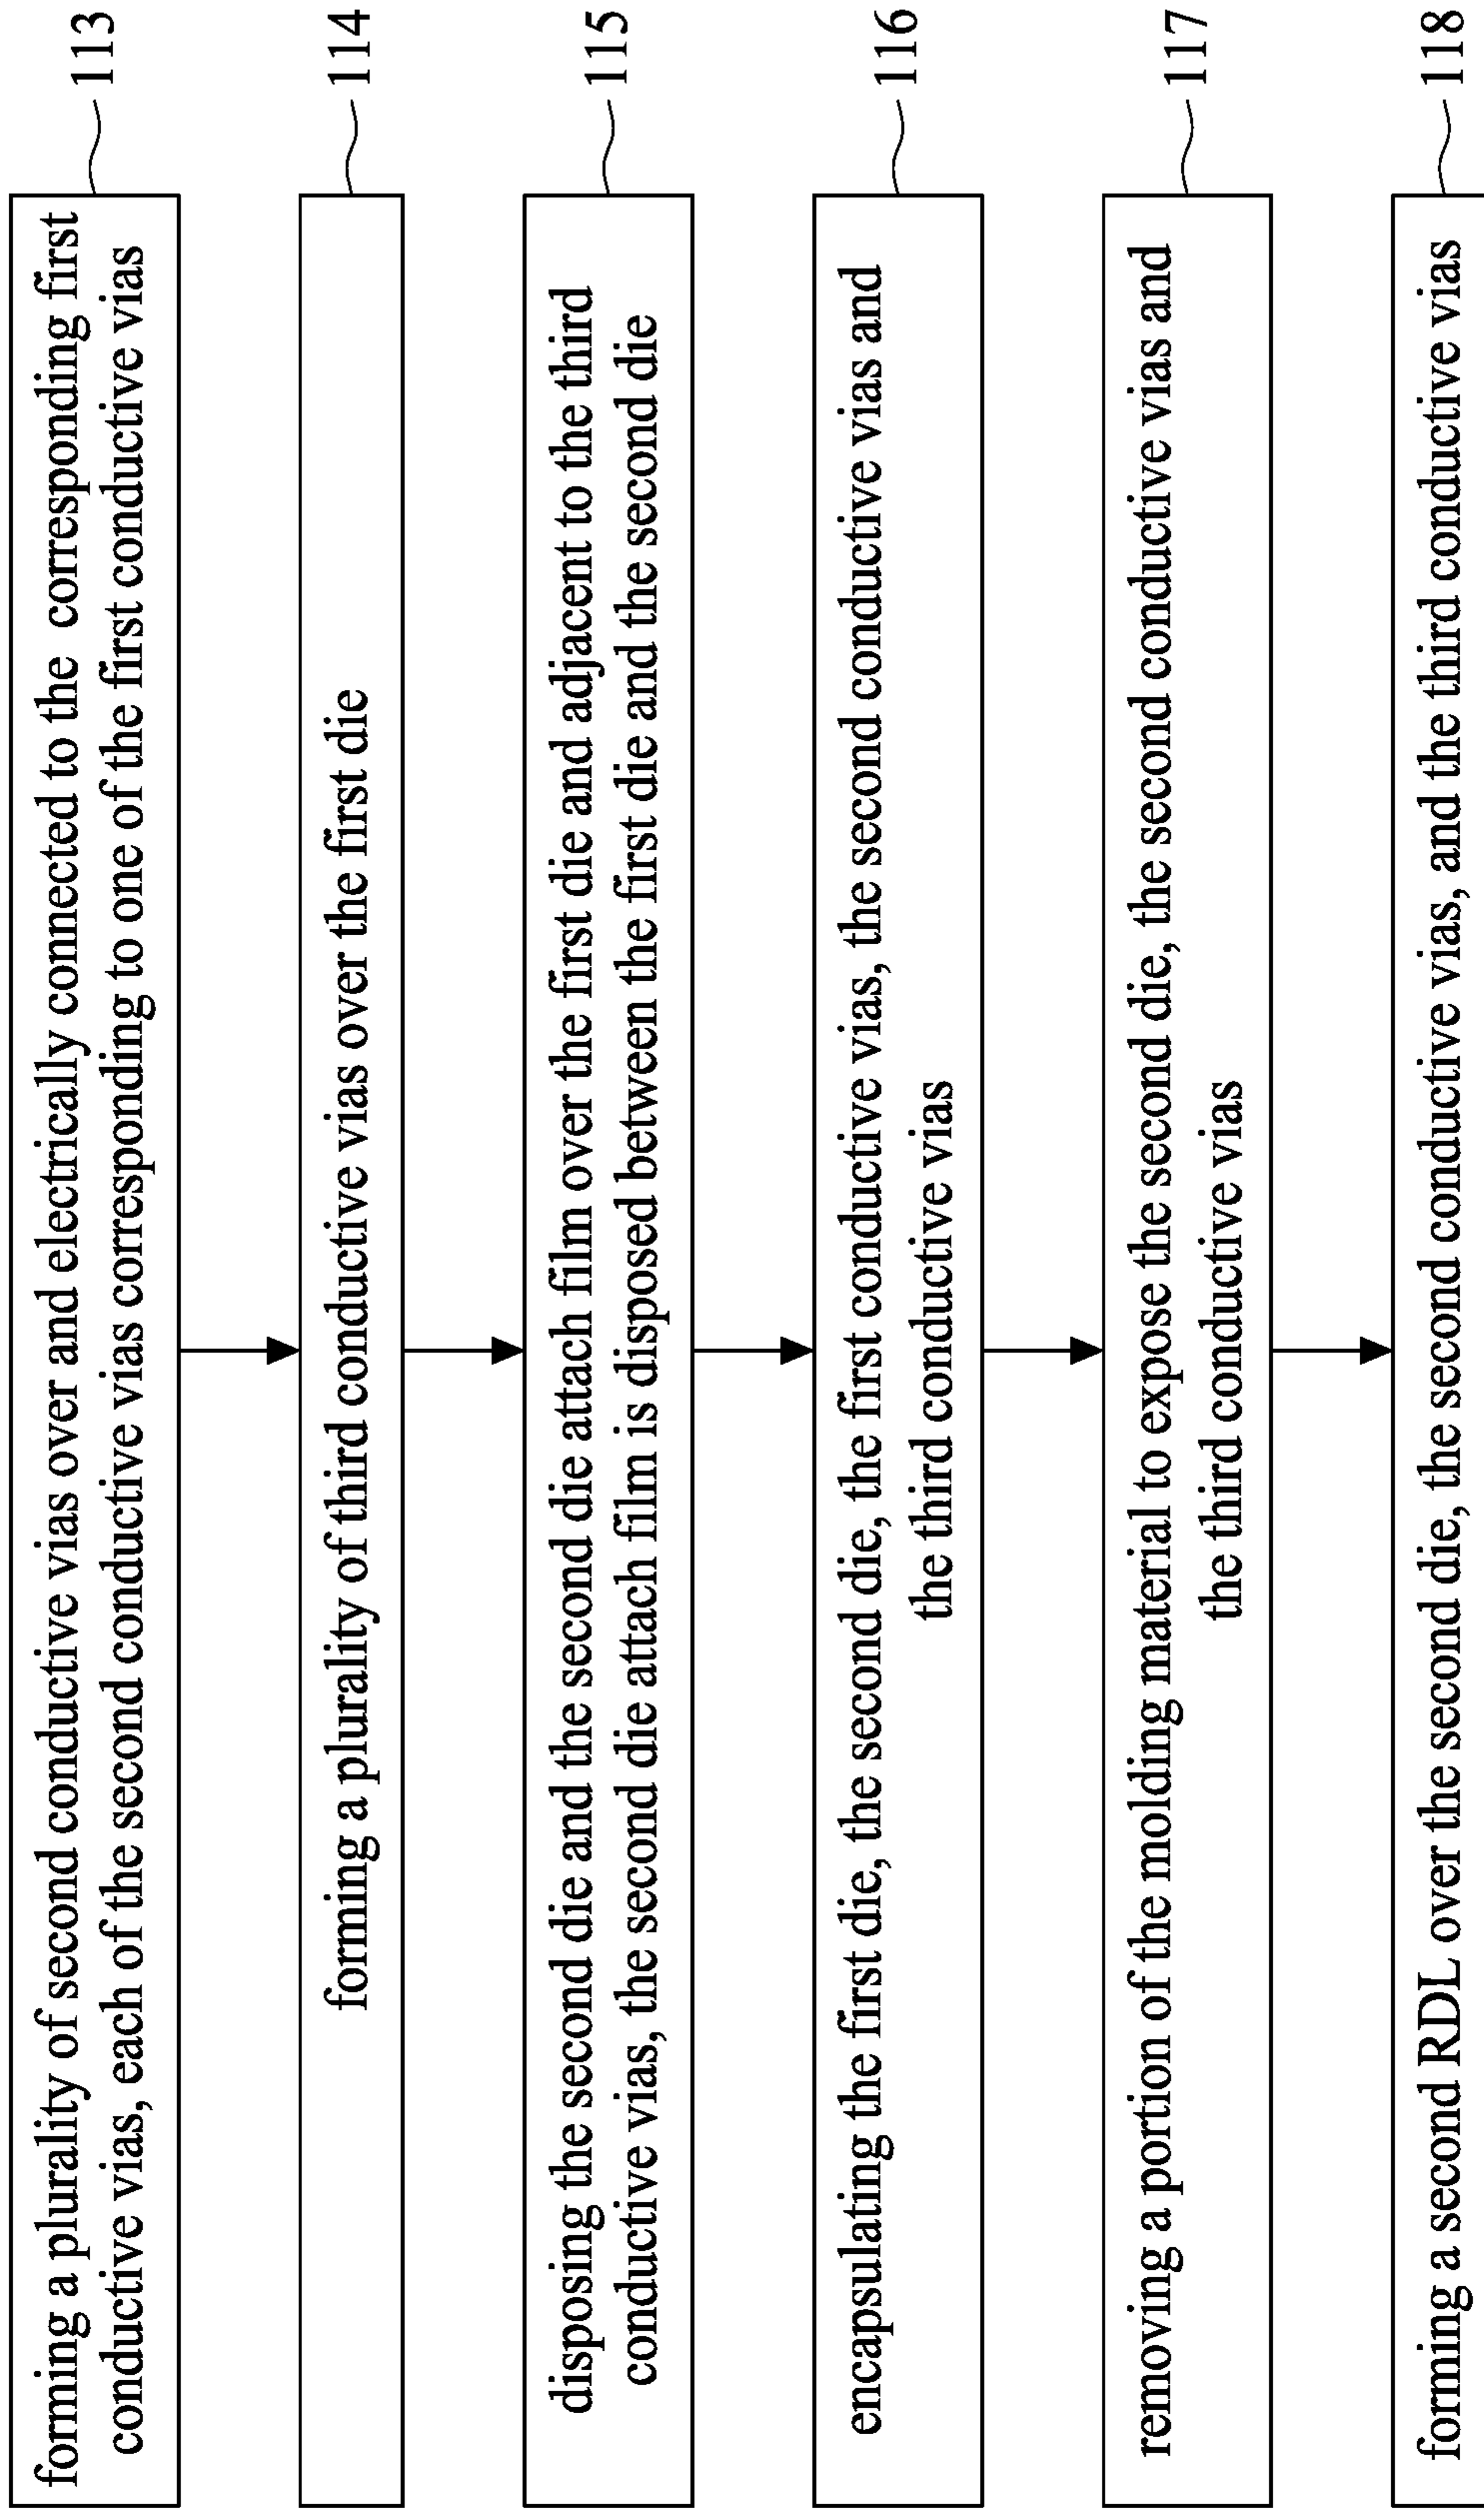 forming a plurality of second conductive vias over and electrically connected to the corresponding first
conductive vias, each of the second conductive vias corresponding to one of the first conductive vias
113
forming a plurality of third conductive vias over the first die
114
disposing the second die and the second die attach film over the first die and adjacent to the third
conductive vias, the second die attach film is disposed between the first die and the second die
115
encapsulating the first die, the second die, the first conductive vias, the second conductive vias and
the third conductive vias
116
removing a portion of the molding material to expose the second die, the second conductive vias and
the third conductive vias
117
forming a second RDL over the second die, the second conductive vias, and the third conductive vias
118